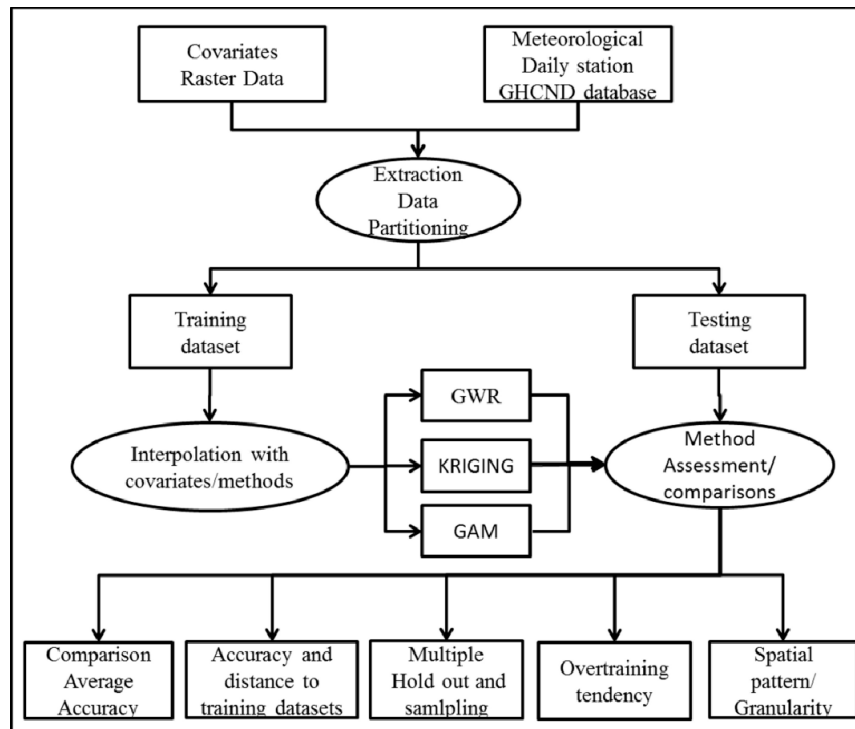 Covariates
Raster Data
Meteorological
Daily station
GHCND database
Extraction
Data
Partitioning
Training
dataset
Testing
dataset
Interpolation with
covariates/methods
GWR
KRIGING
GAM
Method
Assessment/
comparisons
Comparison
Average
Accuracy
Accuracy and
distance to
training datasets
Multiple
Hold out and
samlpling
Overtraining
tendency
Spatial
pattern/
Granularity